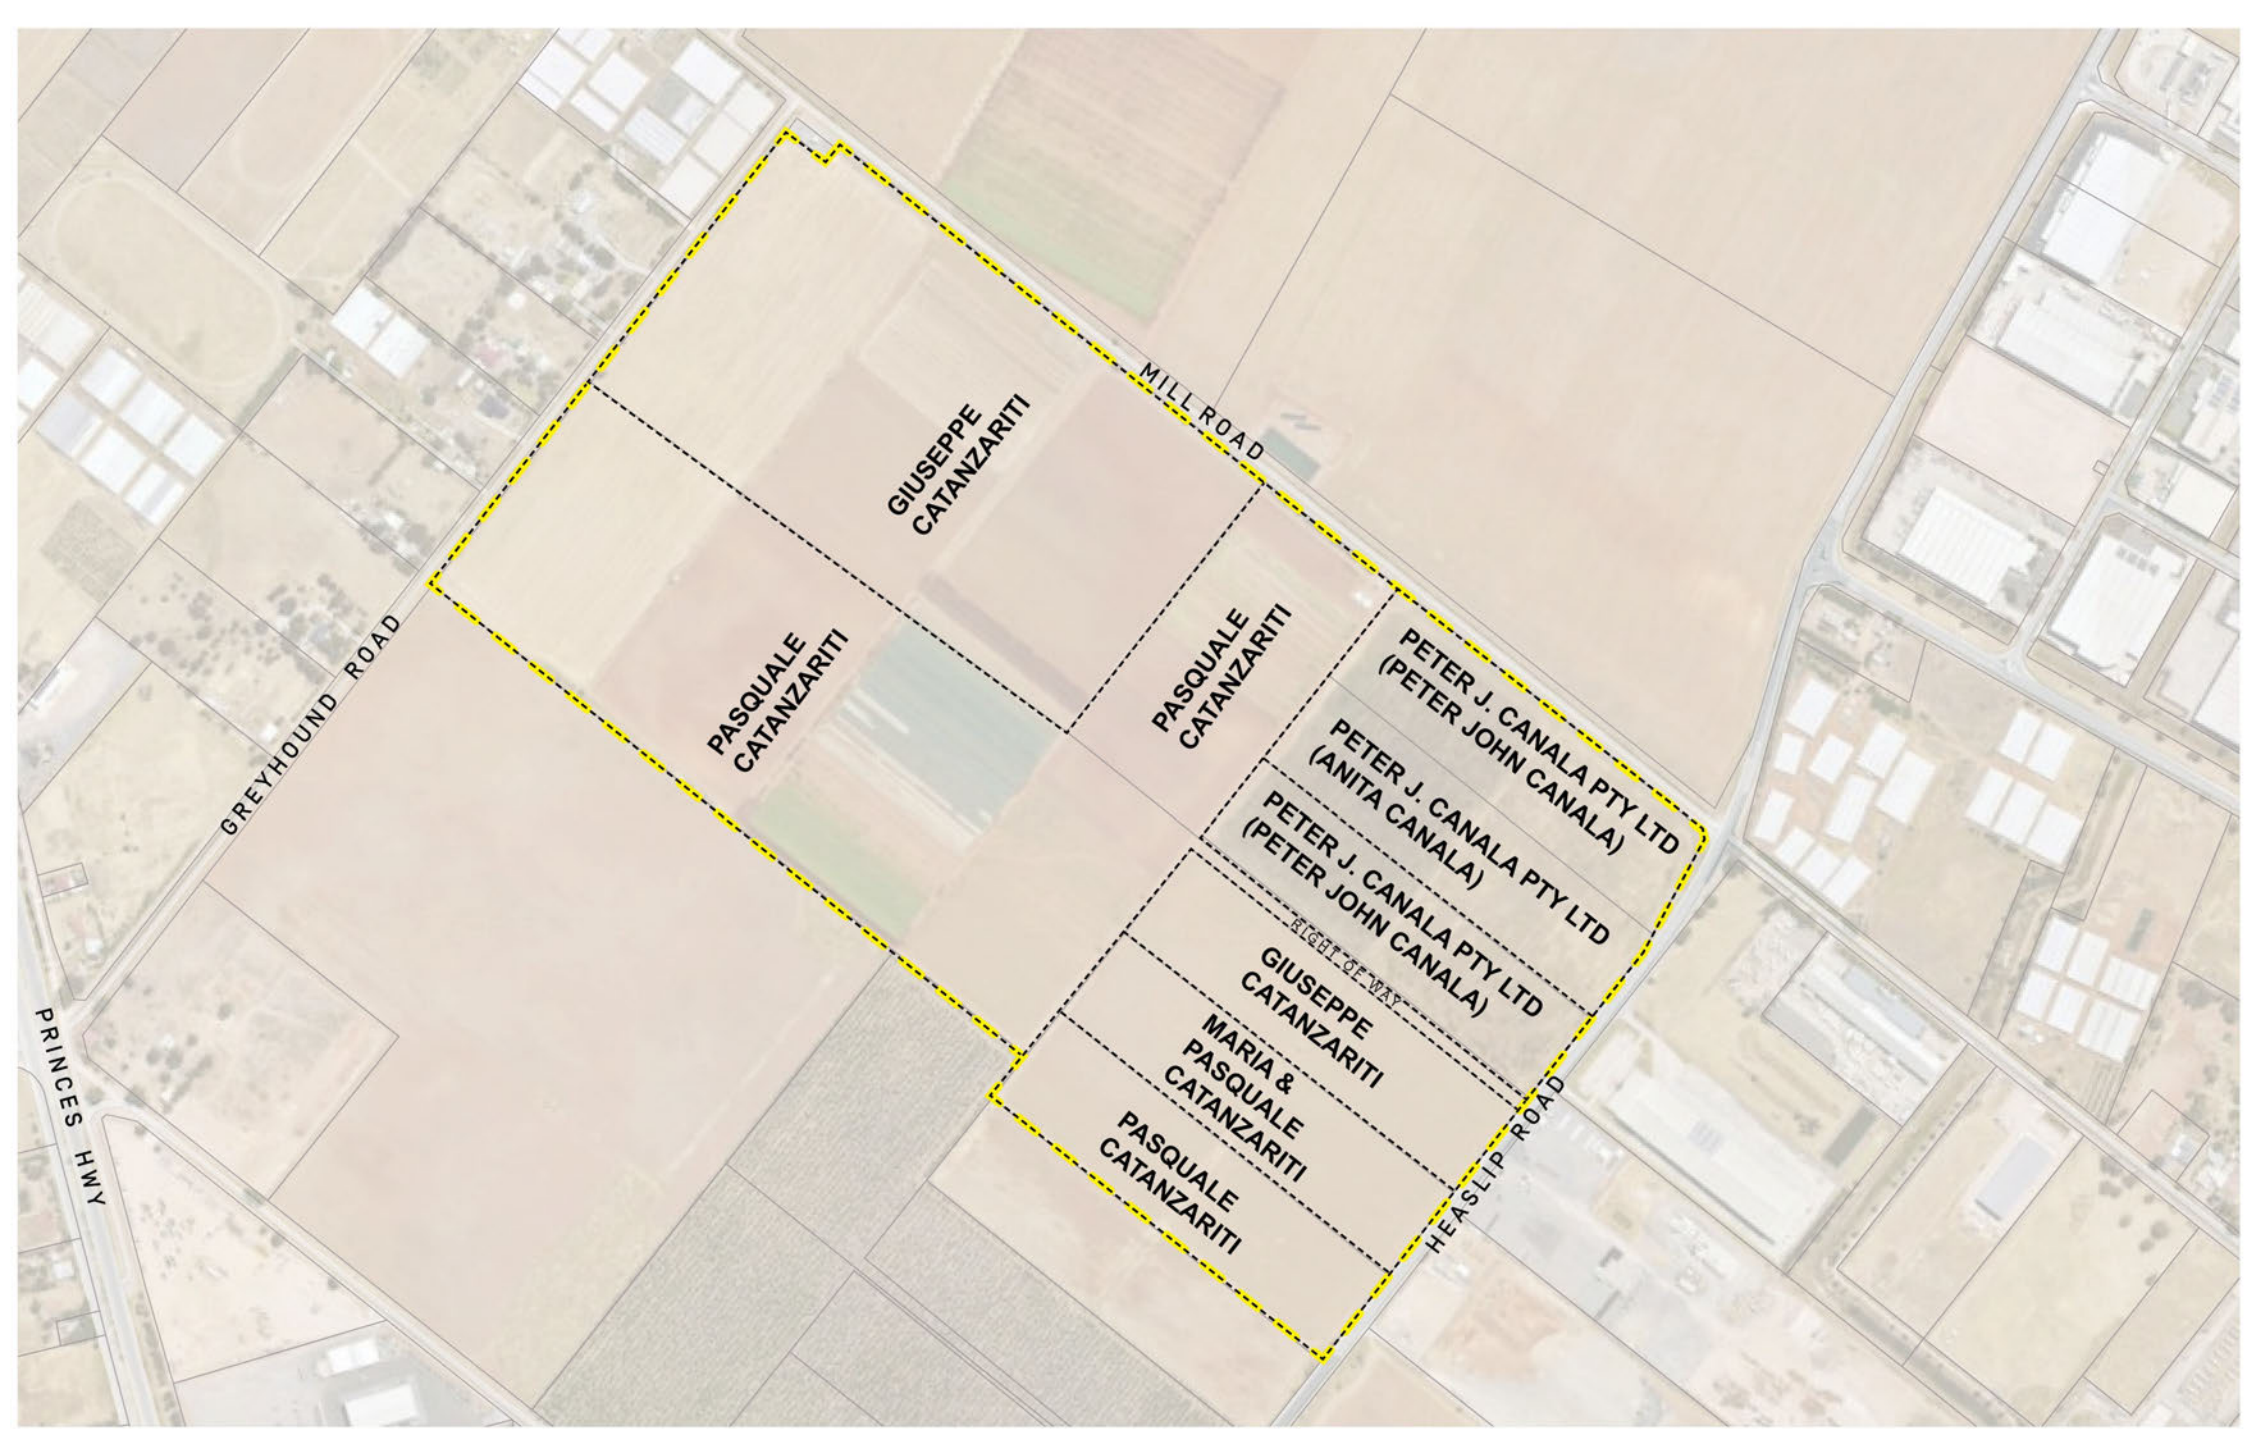 MILL ROAD
GIUSEPPE
CATANZARITI
PASQUALE
CATANZARITI
PASQUALE
CATANZARITI
PETER J. CANALA PTY LTD
(PETER JOHN CANALA)
PETER J. CANALA PTY LTD
(ANITA CANALA)
PETER J. CANALA PTY LTD
(PETER JOHN CANALA)
RIGHT OF WAY
GIUSEPPE
CATANZARITI
MARIA &
PASQUALE
CATANZARITI
PASQUALE
CATANZARITI
GREYHOUND ROAD
PRINCES HWY
HEASLIP ROAD